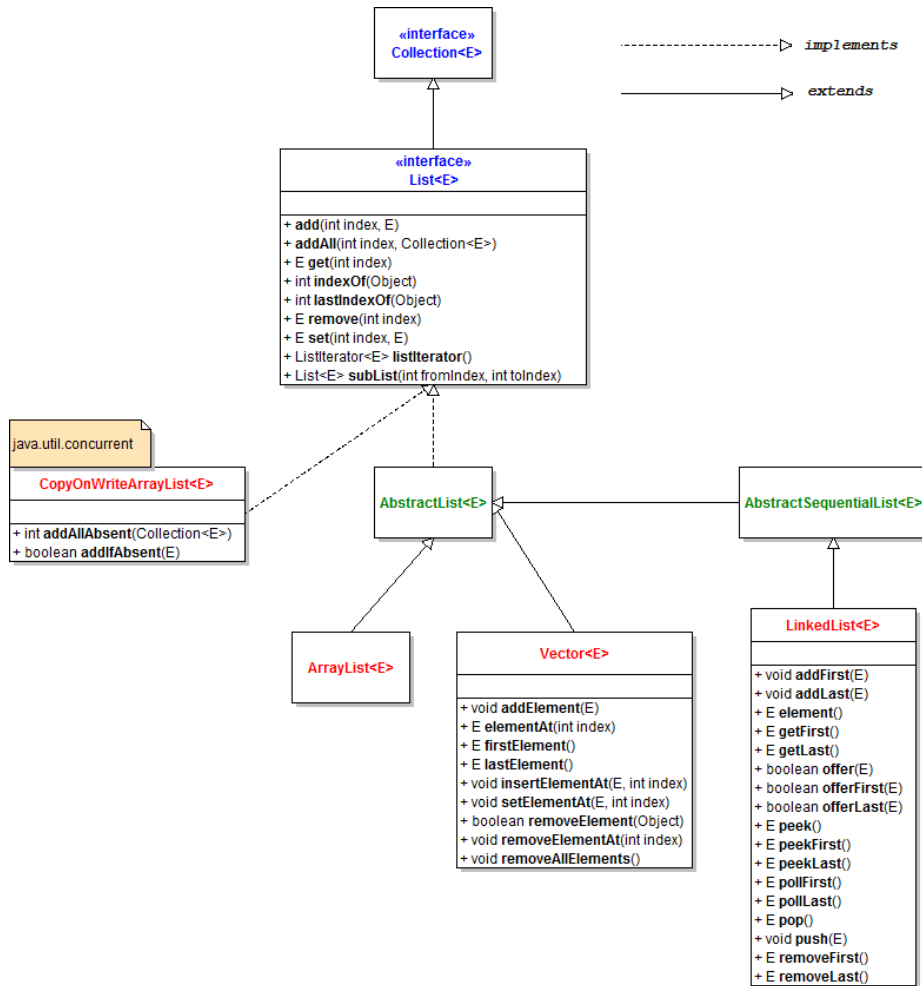 «interface»
Collection<E>
implements
extends
«interface»
List<E>
+ add(int index, E)
+ addAll(int index, Collection<E>)
+ E get(int index)
+ int indexOf(Object)
+ int lastIndexOf(Object)
+ E remove(int index)
+ E set(int index, E)
+ ListIterator<E> listIterator()
+ List<E> subList(int fromIndex, int toIndex)
java.util.concurrent
CopyOnWriteArrayList<E>
+ int addAllAbsent(Collection<E>)
+ boolean addIfAbsent(E)
AbstractList<E>
AbstractSequentialList<E>
ArrayList<E>
Vector<E>
+ void addElement(E)
+ E elementAt(int index)
+ E firstElement()
+ E lastElement()
+ void insertElementAt(E, int index)
+ void setElementAt(E, int index)
+ boolean removeElement(Object)
+ void removeElementAt(int index)
+ void removeAllElements()
LinkedList<E>
+ void addFirst(E)
+ void addLast(E)
+ E element()
+ E getFirst()
+ E getLast()
+ boolean offer(E)
+ boolean offerFirst(E)
+ boolean offerLast(E)
+ E peek()
+ E peekFirst()
+ E peekLast()
+ E pollFirst()
+ E pollLast()
+ E pop()
+ void push(E)
+ E removeFirst()
+ E removeLast()